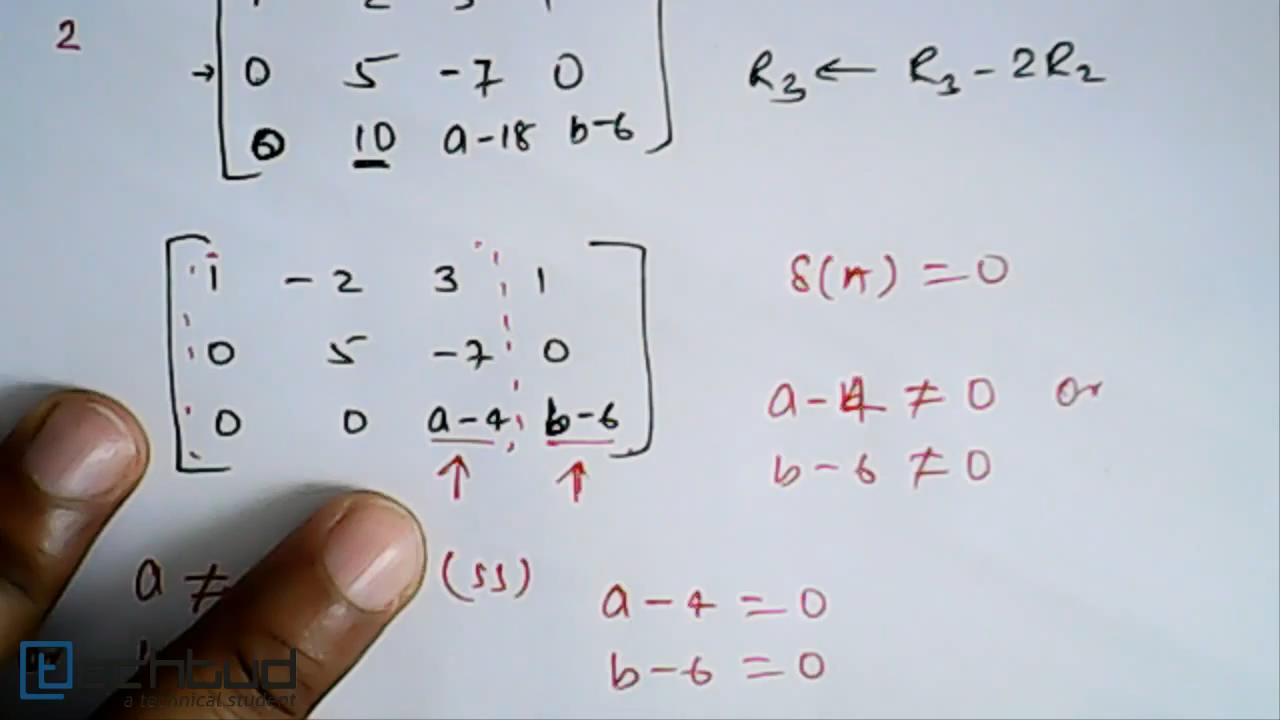 2
→ 0 5 -7 0 R3 ← R3 - 2R2
0 10 a-18 b-6
1 -2 3 1 = 0
0 5 -7 0
0 0 a-4 b-6
a-4 ≠ 0 or
b-6 ≠ 0
a ≠ (ss)
a-4 = 0
b-6 = 0
techtud
a technical student